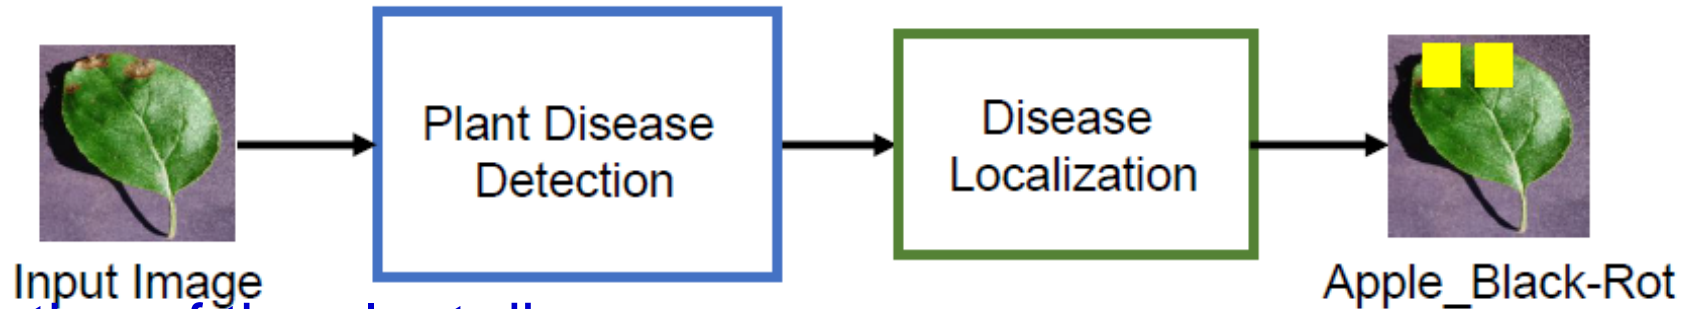 Plant Disease
Detection
Disease
Localization
Input Image
Apple_Black-Rot